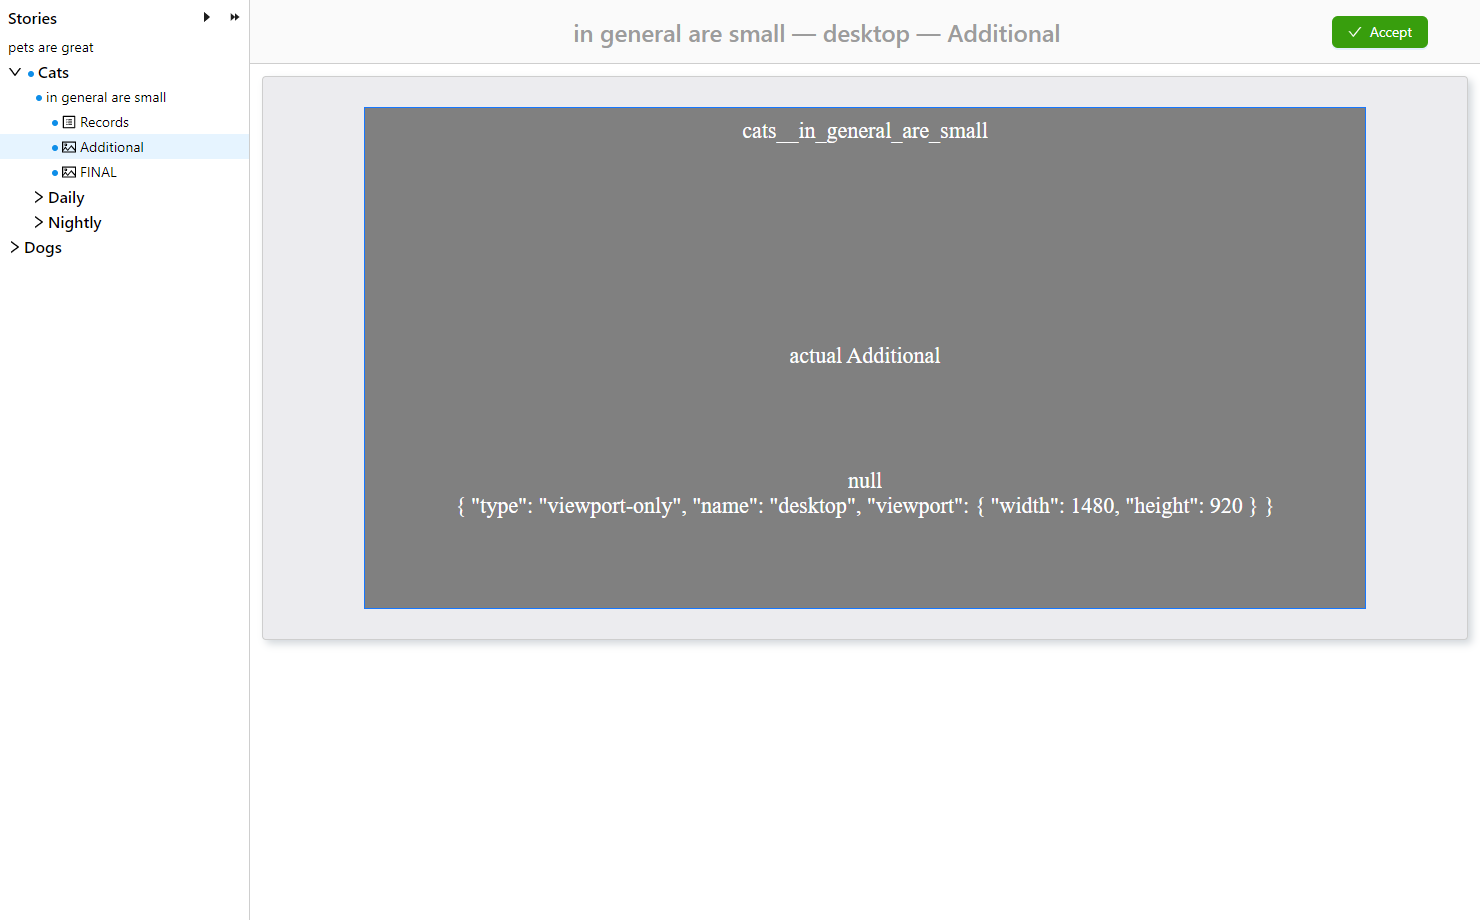 Stories
pets are great
Cats
in general are small
Records
Additional
FINAL
Daily
Nightly
Dogs
in general are small — desktop — Additional
Accept
cats__in_general_are_small
actual Additional
null
{ "type": "viewport-only", "name": "desktop", "viewport": { "width": 1480, "height": 920 } }